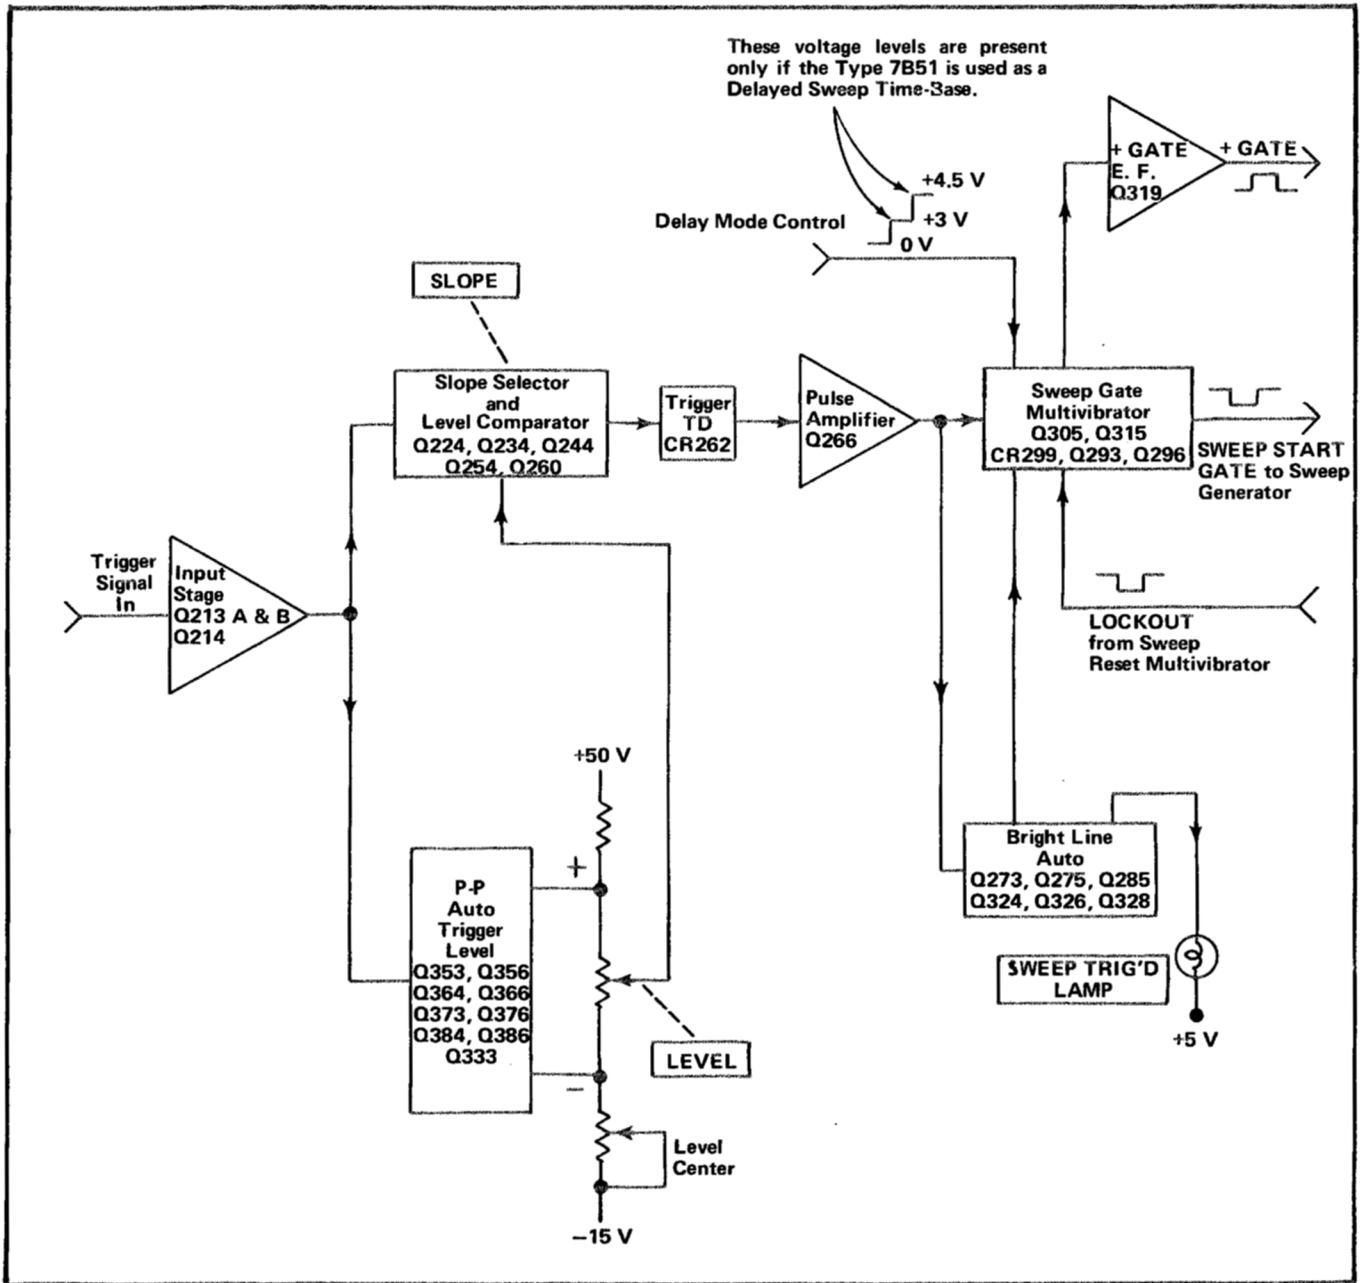 These voltage levels are present
only if the Type 7B51 is used as a
Delayed Sweep Time-Base.
+4.5 V
+3 V
0 V
Delay Mode Control
+ GATE
E. F.
Q319
+ GATE
SLOPE
Slope Selector
and
Level Comparator
Q224, Q234, Q244
Q254, Q260
Trigger
TD
CR262
Pulse
Amplifier
Q266
Sweep Gate
Multivibrator
Q305, Q315
CR299, Q293, Q296
SWEEP START
GATE to Sweep
Generator
Trigger
Signal
In
Input
Stage
Q213 A & B
Q214
LOCKOUT
from Sweep
Reset Multivibrator
+50 V
+
P-P
Auto
Trigger
Level
Q353, Q356
Q364, Q366
Q373, Q376
Q384, Q386
Q333
−
LEVEL
Level
Center
−15 V
Bright Line
Auto
Q273, Q275, Q285
Q324, Q326, Q328
SWEEP TRIG'D
LAMP
+5 V